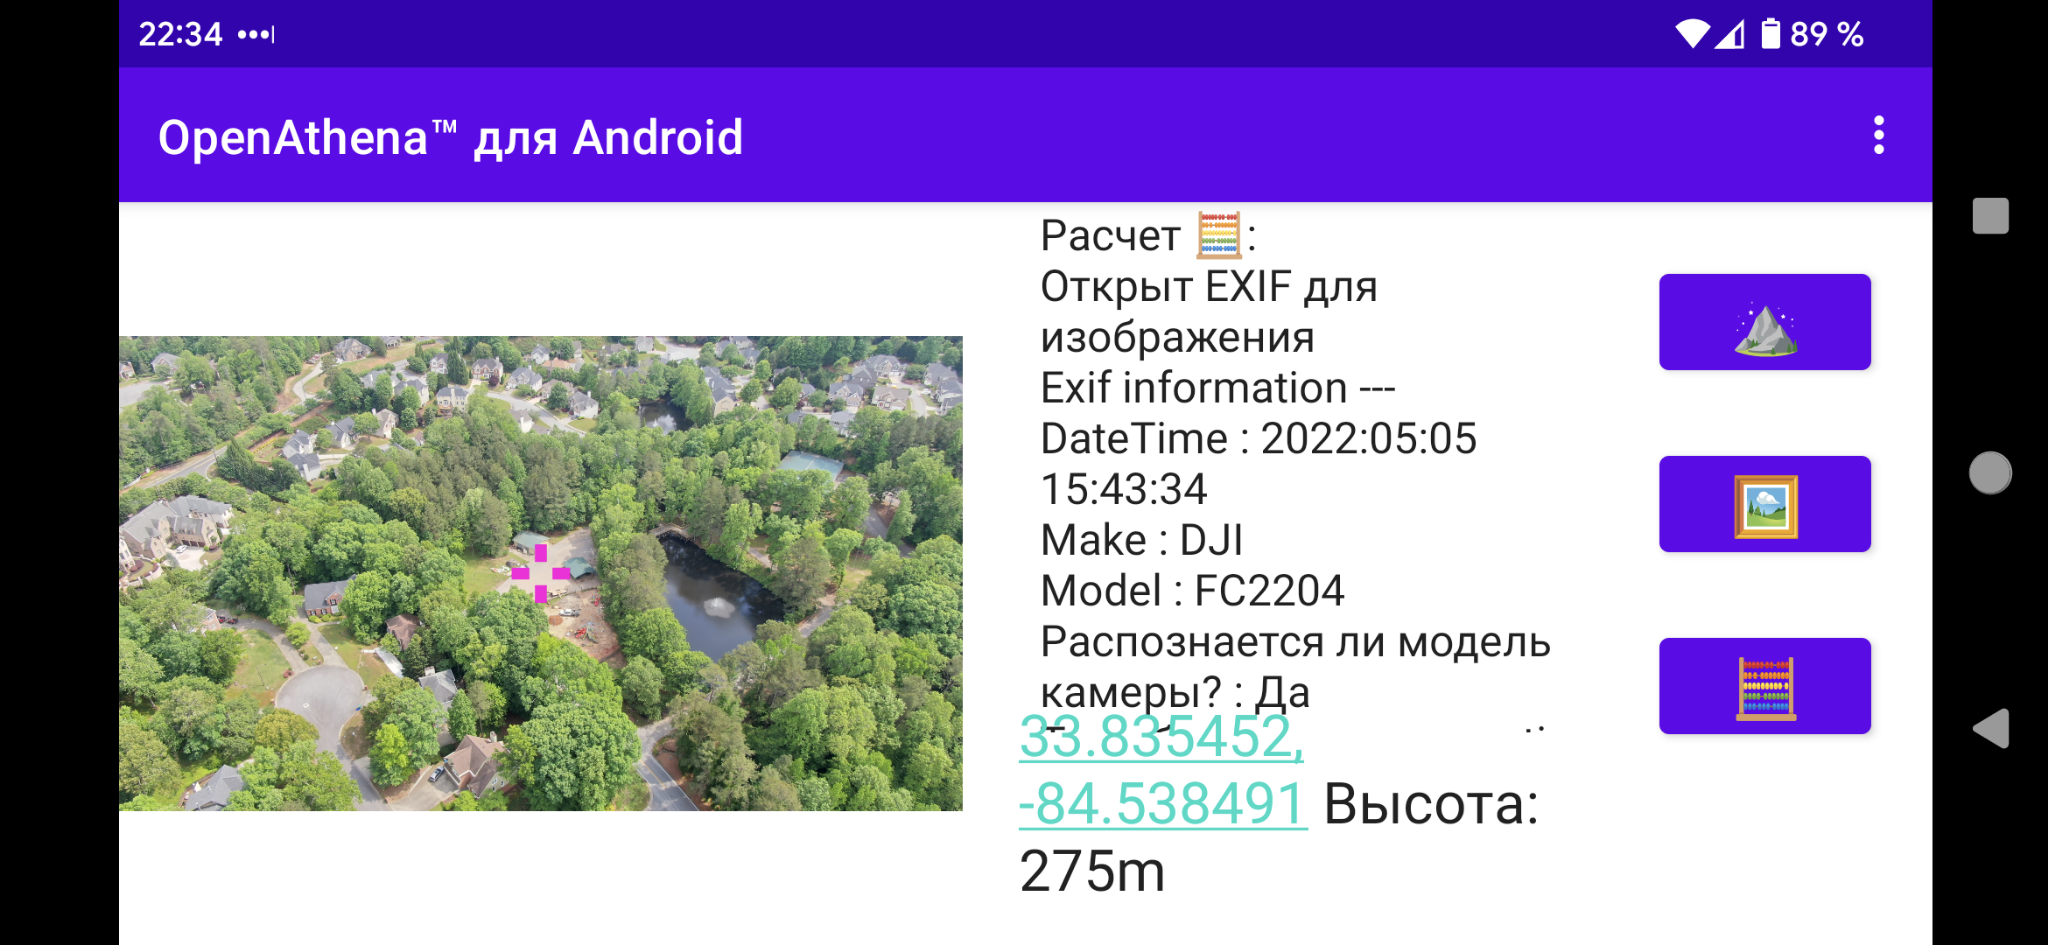 22:34
89 %
OpenAthena™ для Android
Расчет 🧮:
Открыт EXIF для
изображения
Exif information ---
DateTime : 2022:05:05
15:43:34
Make : DJI
Model : FC2204
Распознается ли модель
камеры? : Да
33.835452,
-84.538491 Высота:
275m